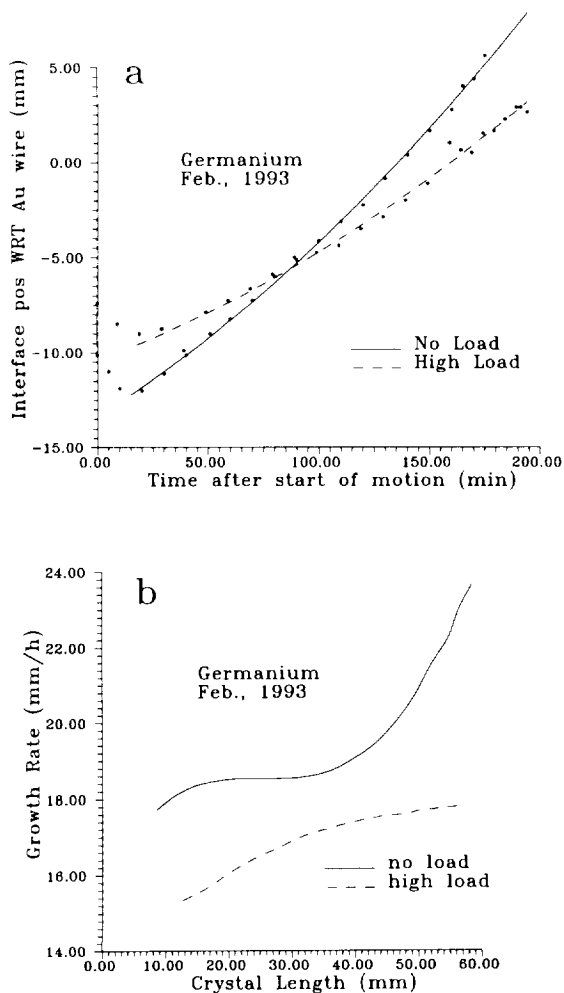 a
Interface pos WRT Au wire (mm)
5.00
0.00
-5.00
-10.00
-15.00
Germanium
Feb., 1993
No Load
High Load
0.00
50.00
100.00
150.00
200.00
Time after start of motion (min)
b
Growth Rate (mm/h)
24.00
22.00
20.00
18.00
16.00
14.00
Germanium
Feb., 1993
no load
high load
0.00
10.00
20.00
30.00
40.00
50.00
60.00
Crystal Length (mm)